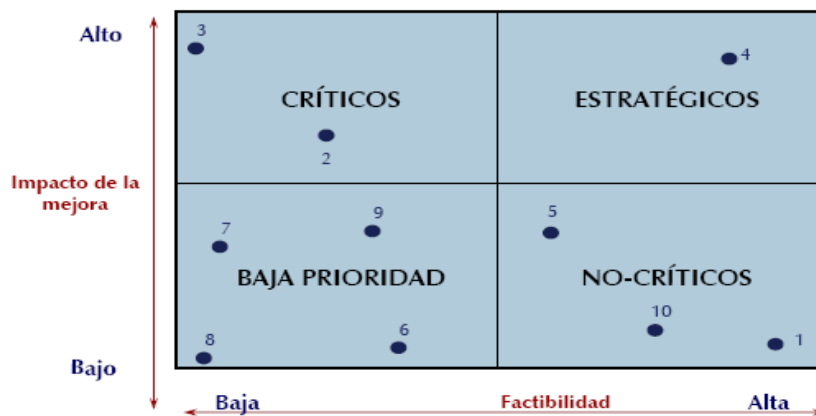 Alto
3
4
CRÍTICOS
ESTRATÉGICOS
2
Impacto de la
mejora
7
9
5
BAJA PRIORIDAD
NO-CRÍTICOS
8
6
10
1
Bajo
Baja
Factibilidad
Alta